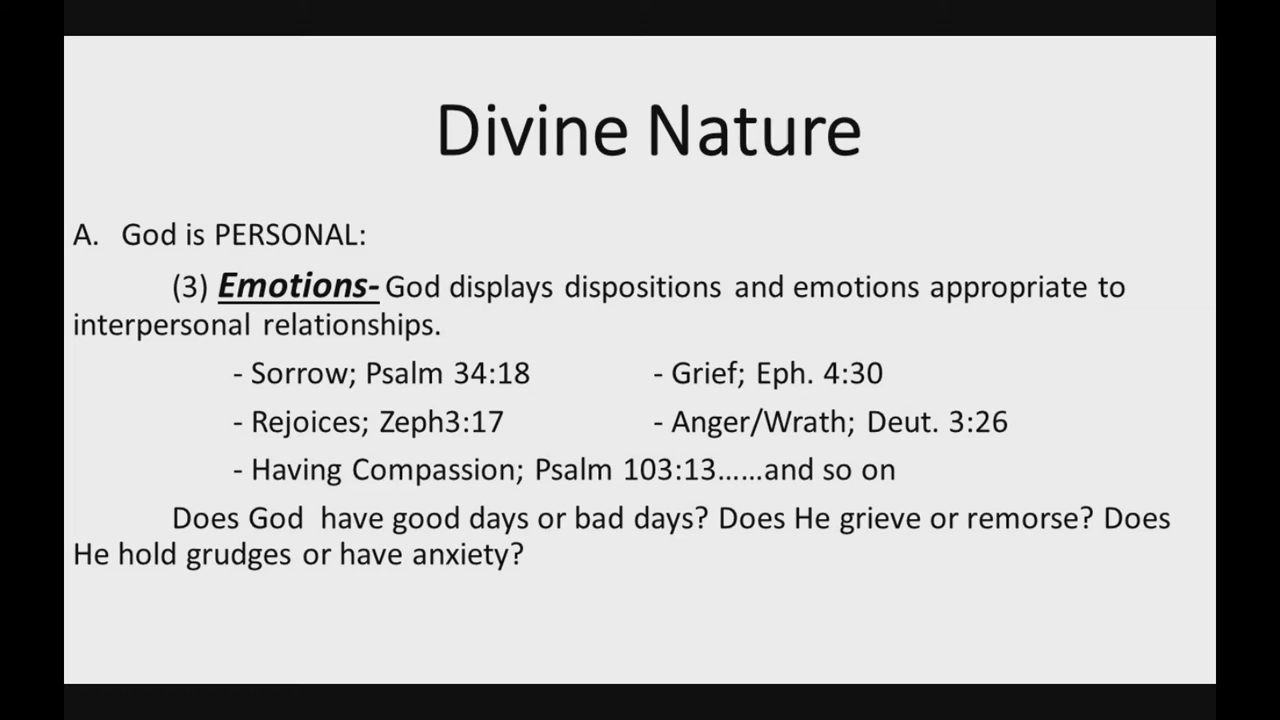 Divine Nature
A. God is PERSONAL:
(3) Emotions- God displays dispositions and emotions appropriate to
interpersonal relationships.
- Sorrow; Psalm 34:18 - Grief; Eph. 4:30
- Rejoices; Zeph3:17 - Anger/Wrath; Deut. 3:26
- Having Compassion; Psalm 103:13……and so on
Does God have good days or bad days? Does He grieve or remorse? Does
He hold grudges or have anxiety?